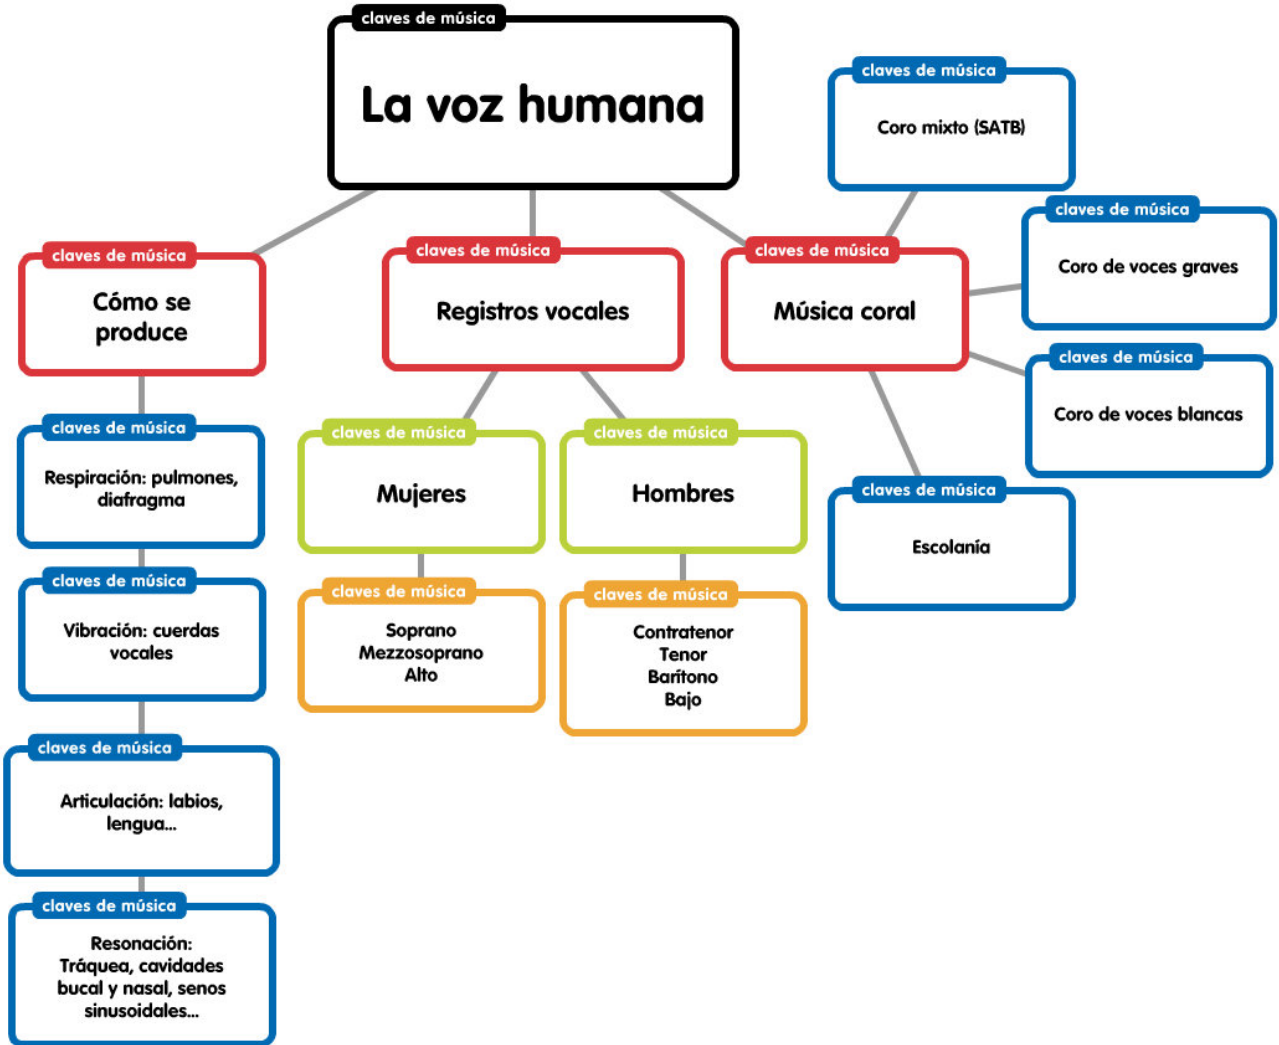 claves de música
La voz humana
claves de música
Cómo se
produce
claves de música
Respiración: pulmones,
diafragma
claves de música
Vibración: cuerdas
vocales
claves de música
Articulación: labios,
lengua...
claves de música
Resonación:
Tráquea, cavidades
bucal y nasal, senos
sinusoidales...
claves de música
Registros vocales
claves de música
Mujeres
claves de música
Soprano
Mezzosoprano
Alto
claves de música
Hombres
claves de música
Contratenor
Tenor
Barítono
Bajo
claves de música
Música coral
claves de música
Coro mixto (SATB)
claves de música
Coro de voces graves
claves de música
Coro de voces blancas
claves de música
Escolanía